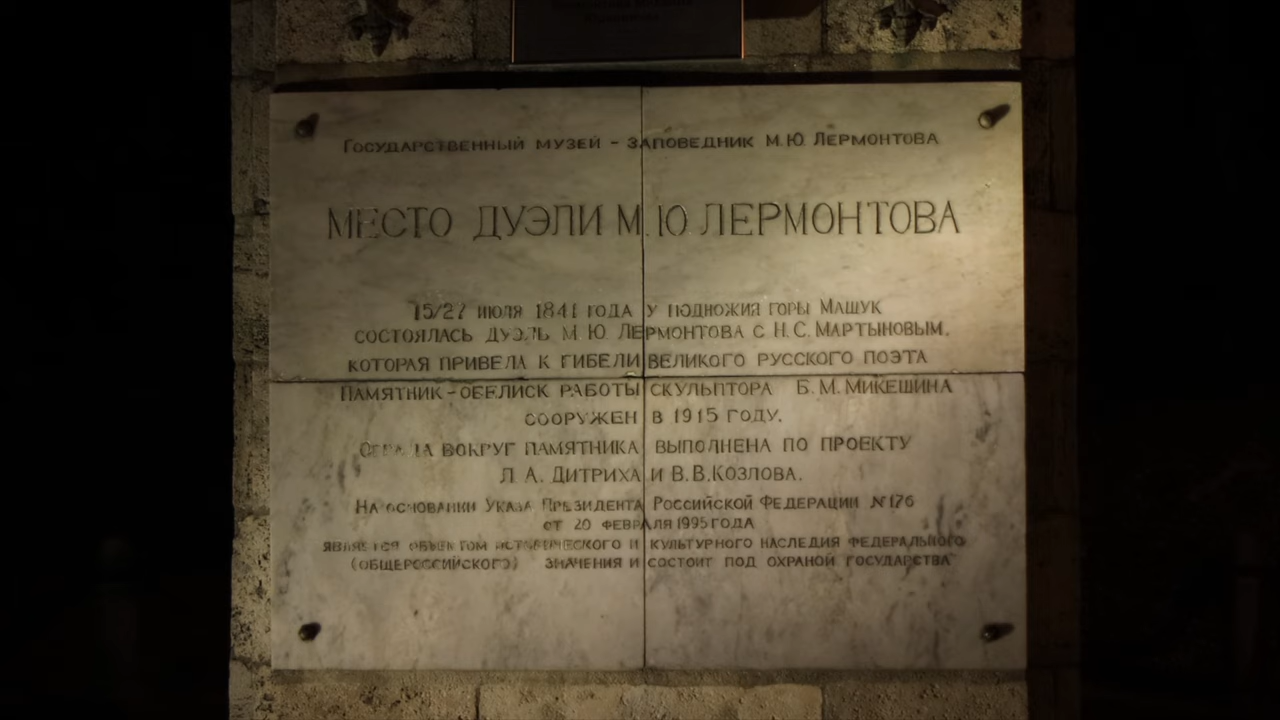 Государственный музей - заповедник М.Ю. Лермонтова
МЕСТО ДУЭЛИ М.Ю. ЛЕРМОНТОВА
15/27 июля 1841 года у подножия горы Машук
состоялась дуэль М.Ю. Лермонтова с Н.С. Мартыновым,
которая привела к гибели великого русского поэта
Памятник-обелиск работы скульптора Б.М. Микешина
сооружен в 1915 году.
Ограда вокруг памятника выполнена по проекту
Л.А. Дитриха и В.В. Козлова.
На основании Указа Президента Российской Федерации №176
от 20 февраля 1995 года
является объектом исторического и культурного наследия федерального
(общероссийского) значения и состоит под охраной государства